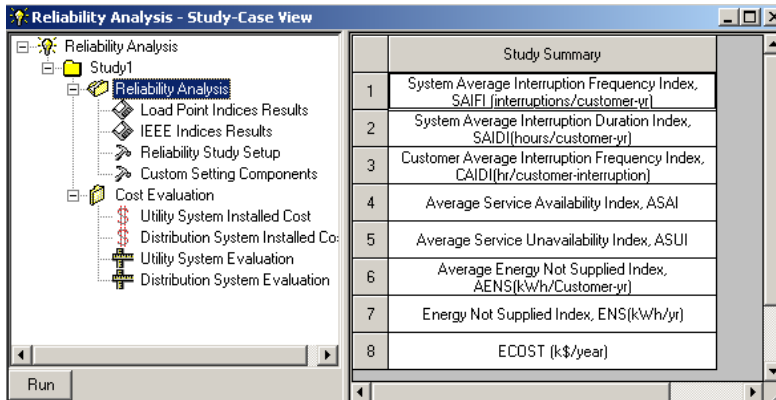 Reliability Analysis - Study-Case View
Reliability Analysis
Study1
Reliability Analysis
Load Point Indices Results
IEEE Indices Results
Reliability Study Setup
Custom Setting Components
Cost Evaluation
Utility System Installed Cost
Distribution System Installed Co
Utility System Evaluation
Distribution System Evaluation
Run
Study Summary
1
System Average Interruption Frequency Index,
SAIFI (interruptions/customer-yr)
2
System Average Interruption Duration Index,
SAIDI(hours/customer-yr)
3
Customer Average Interruption Frequency Index,
CAIDI(hr/customer-interruption)
4
Average Service Availability Index, ASAI
5
Average Service Unavailability Index, ASUI
6
Average Energy Not Supplied Index,
AENS(kWh/Customer-yr)
7
Energy Not Supplied Index, ENS(kWh/yr)
8
ECOST (k$/year)